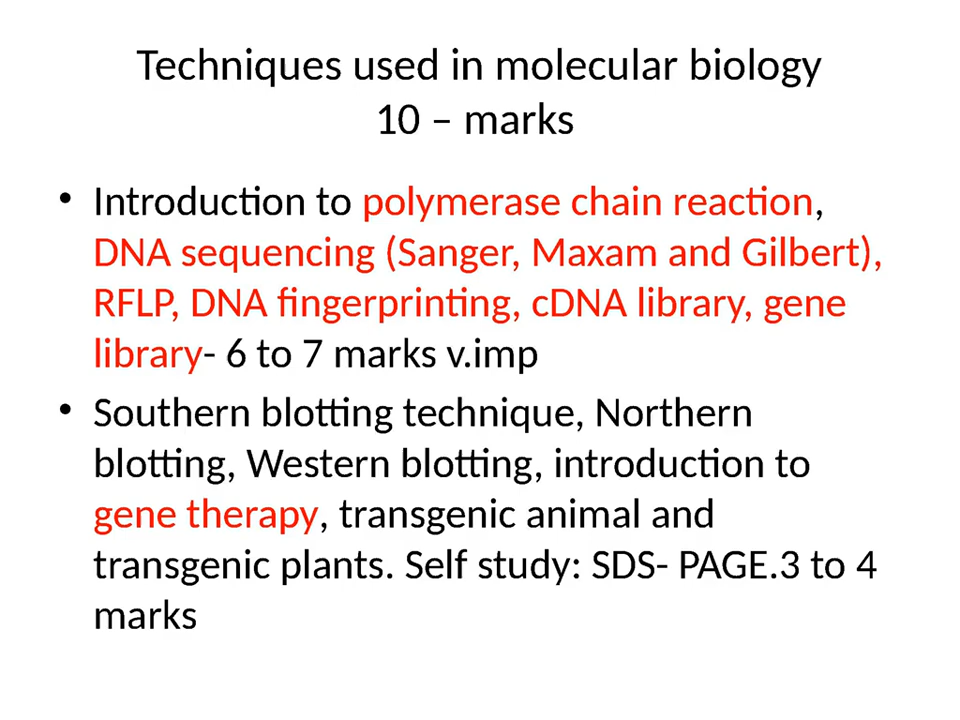 Techniques used in molecular biology
10 – marks
• Introduction to polymerase chain reaction,
DNA sequencing (Sanger, Maxam and Gilbert),
RFLP, DNA fingerprinting, cDNA library, gene
library- 6 to 7 marks v.imp
• Southern blotting technique, Northern
blotting, Western blotting, introduction to
gene therapy, transgenic animal and
transgenic plants. Self study: SDS- PAGE.3 to 4
marks